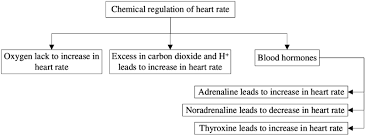 Chemical regulation of heart rate
Oxygen lack to increase in
heart rate
Excess in carbon dioxide and H⁺
leads to increase in heart rate
Blood hormones
Adrenaline leads to increase in heart rate
Noradrenaline leads to decrease in heart rate
Thyroxine leads to increase in heart rate